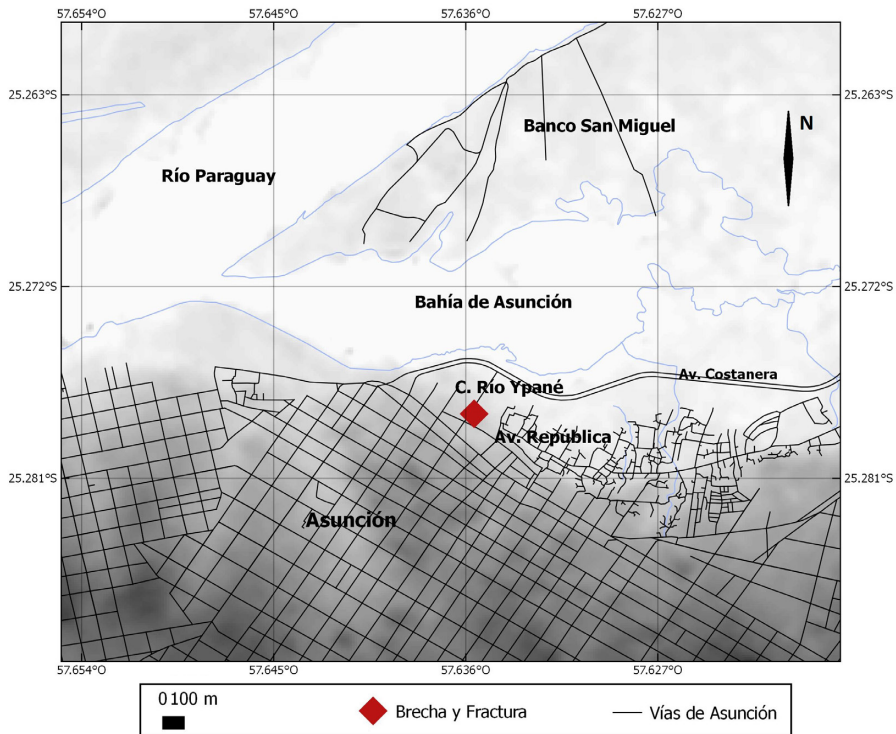 57.654°O 57.645°O 57.636°O 57.627°O
25.263°S 25.263°S
Banco San Miguel
N
Río Paraguay
25.272°S 25.272°S
Bahía de Asunción
Av. Costanera
C. Río Ypané
Av. República
25.281°S 25.281°S
Asunción
57.654°O 57.645°O 57.636°O 57.627°O
0 100 m
Brecha y Fractura
Vías de Asunción